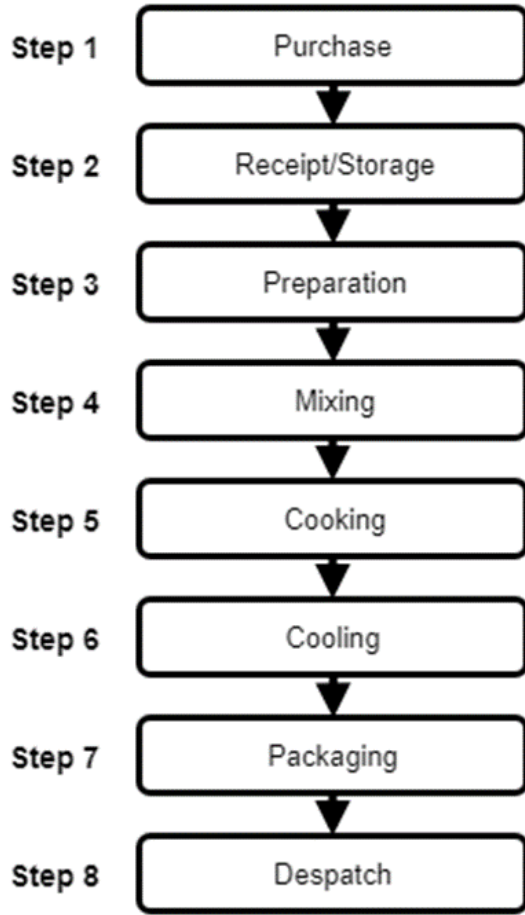 Step 1 Purchase
Step 2 Receipt/Storage
Step 3 Preparation
Step 4 Mixing
Step 5 Cooking
Step 6 Cooling
Step 7 Packaging
Step 8 Despatch